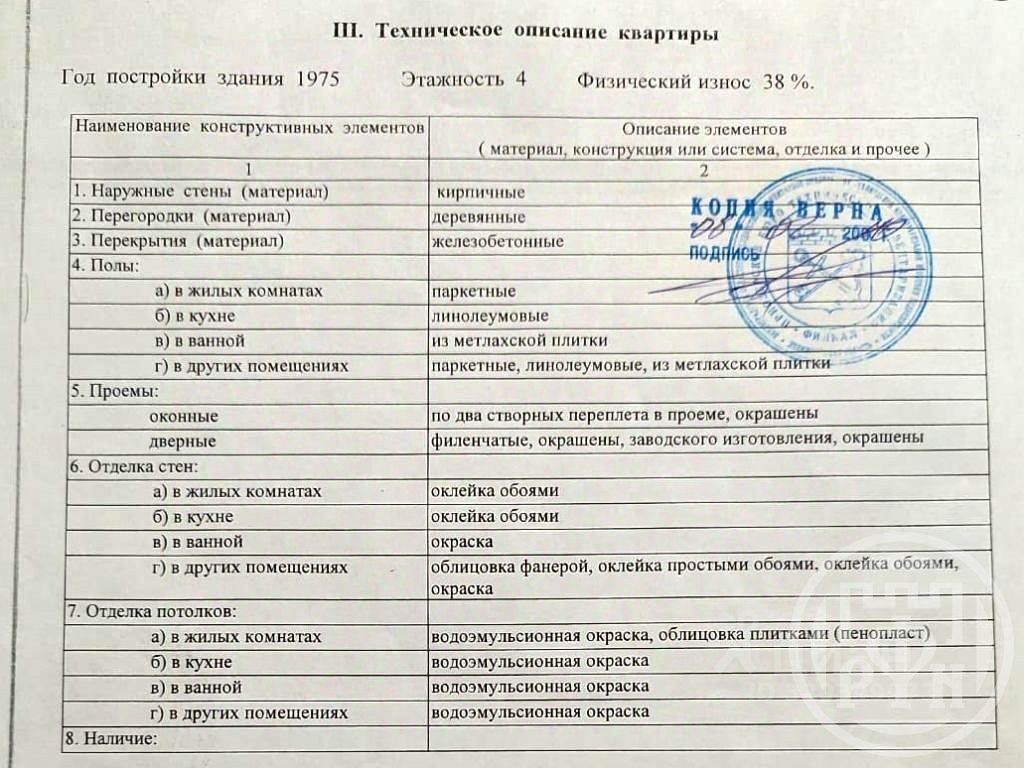 III. Техническое описание квартиры
Год постройки здания 1975 Этажность 4 Физический износ 38 %.
Наименование конструктивных элементов Описание элементов
( материал, конструкция или система, отделка и прочее )
1 2
1. Наружные стены (материал) кирпичные
2. Перегородки (материал) деревянные
3. Перекрытия (материал) железобетонные
4. Полы:
а) в жилых комнатах паркетные
б) в кухне линолеумовые
в) в ванной из метлахской плитки
г) в других помещениях паркетные, линолеумовые, из метлахской плитки
5. Проемы:
оконные по два створных переплета в проеме, окрашены
дверные филенчатые, окрашены, заводского изготовления, окрашены
6. Отделка стен:
а) в жилых комнатах оклейка обоями
б) в кухне оклейка обоями
в) в ванной окраска
г) в других помещениях облицовка фанерой, оклейка простыми обоями, оклейка обоями,
окраска
7. Отделка потолков:
а) в жилых комнатах водоэмульсионная окраска, облицовка плитками (пенопласт)
б) в кухне водоэмульсионная окраска
в) в ванной водоэмульсионная окраска
г) в других помещениях водоэмульсионная окраска
8. Наличие:
КОПИЯ ВЕРНА
ПОДПИСЬ
ФИЛИАЛ